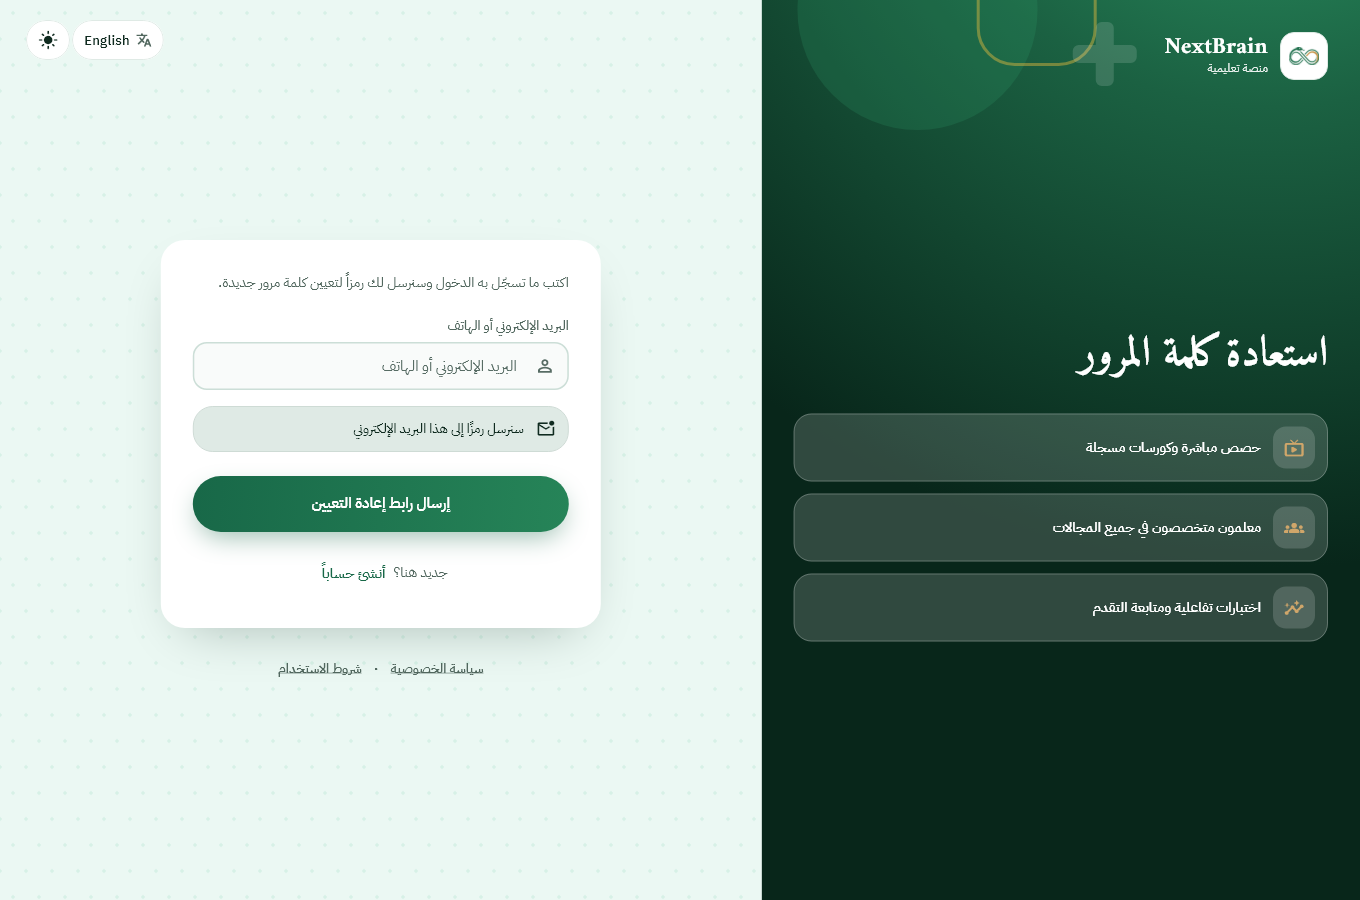 NextBrain
منصة تعليمية
استعادة كلمة المرور
حصص مباشرة وكورسات مسجلة
معلمون متخصصون في جميع المجالات
اختبارات تفاعلية ومتابعة التقدم
English
اكتب ما تسجّل به الدخول وسنرسل لك رمزاً لتعيين كلمة مرور جديدة.
البريد الإلكتروني أو الهاتف
البريد الإلكتروني أو الهاتف
سنرسل رمزًا إلى هذا البريد الإلكتروني
إرسال رابط إعادة التعيين
جديد هنا؟ أنشئ حساباً
سياسة الخصوصية · شروط الاستخدام